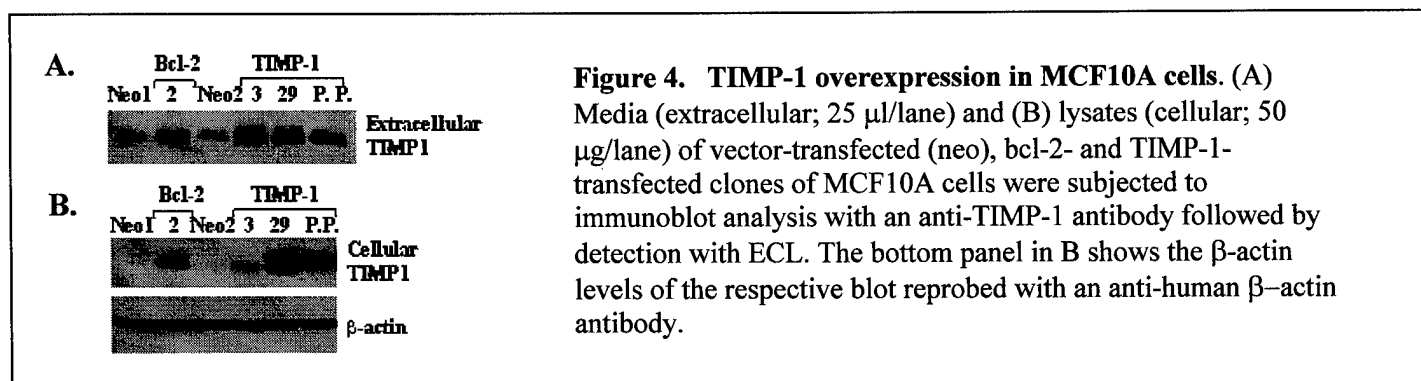 A.
Bcl-2 TIMP-1
Neo1 2 Neo2 3 29 P. P.
Extracellular
TIMP1
B.
Bcl-2 TIMP-1
Neo1 2 Neo2 3 29 P.P.
Cellular
TIMP1
β-actin
Figure 4. TIMP-1 overexpression in MCF10A cells. (A)
Media (extracellular; 25 μl/lane) and (B) lysates (cellular; 50
μg/lane) of vector-transfected (neo), bcl-2- and TIMP-1-
transfected clones of MCF10A cells were subjected to
immunoblot analysis with an anti-TIMP-1 antibody followed by
detection with ECL. The bottom panel in B shows the β-actin
levels of the respective blot reprobed with an anti-human β–actin
antibody.